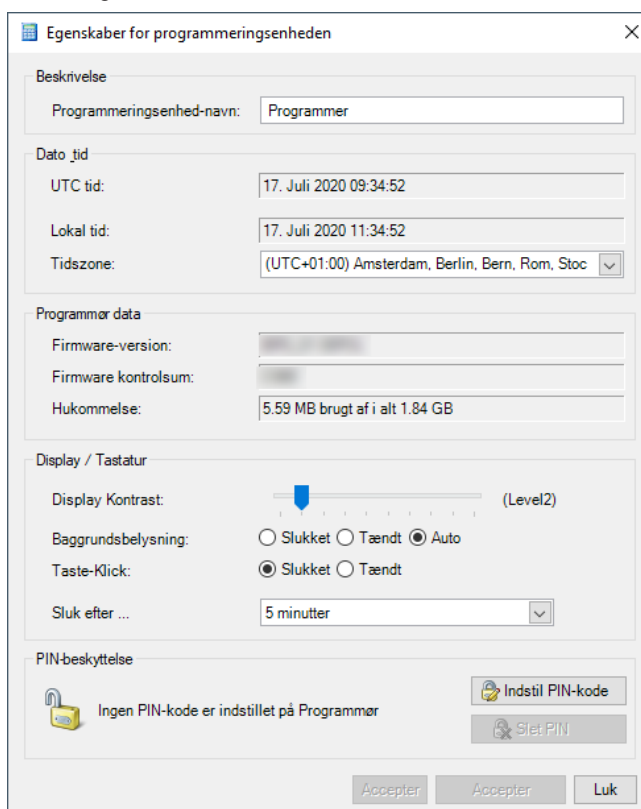 Egenskaber for programmeringsenheden
Beskrivelse
Programmeringsenhed-navn: Programmer
Dato_tid
UTC tid: 17. Juli 2020 09:34:52
Lokal tid: 17. Juli 2020 11:34:52
Tidszone: (UTC+01:00) Amsterdam, Berlin, Bern, Rom, Stoc
Programmør data
Firmware-version:
Firmware kontrolsum:
Hukommelse: 5.59 MB brugt af i alt 1.84 GB
Display / Tastatur
Display Kontrast: (Level2)
Baggrundsbelysning: Slukket Tændt Auto
Taste-Klick: Slukket Tændt
Sluk efter ... 5 minutter
PIN-beskyttelse
Indstil PIN-kode
Ingen PIN-kode er indstillet på Programmør
Slet PIN
Accepter Accepter Luk